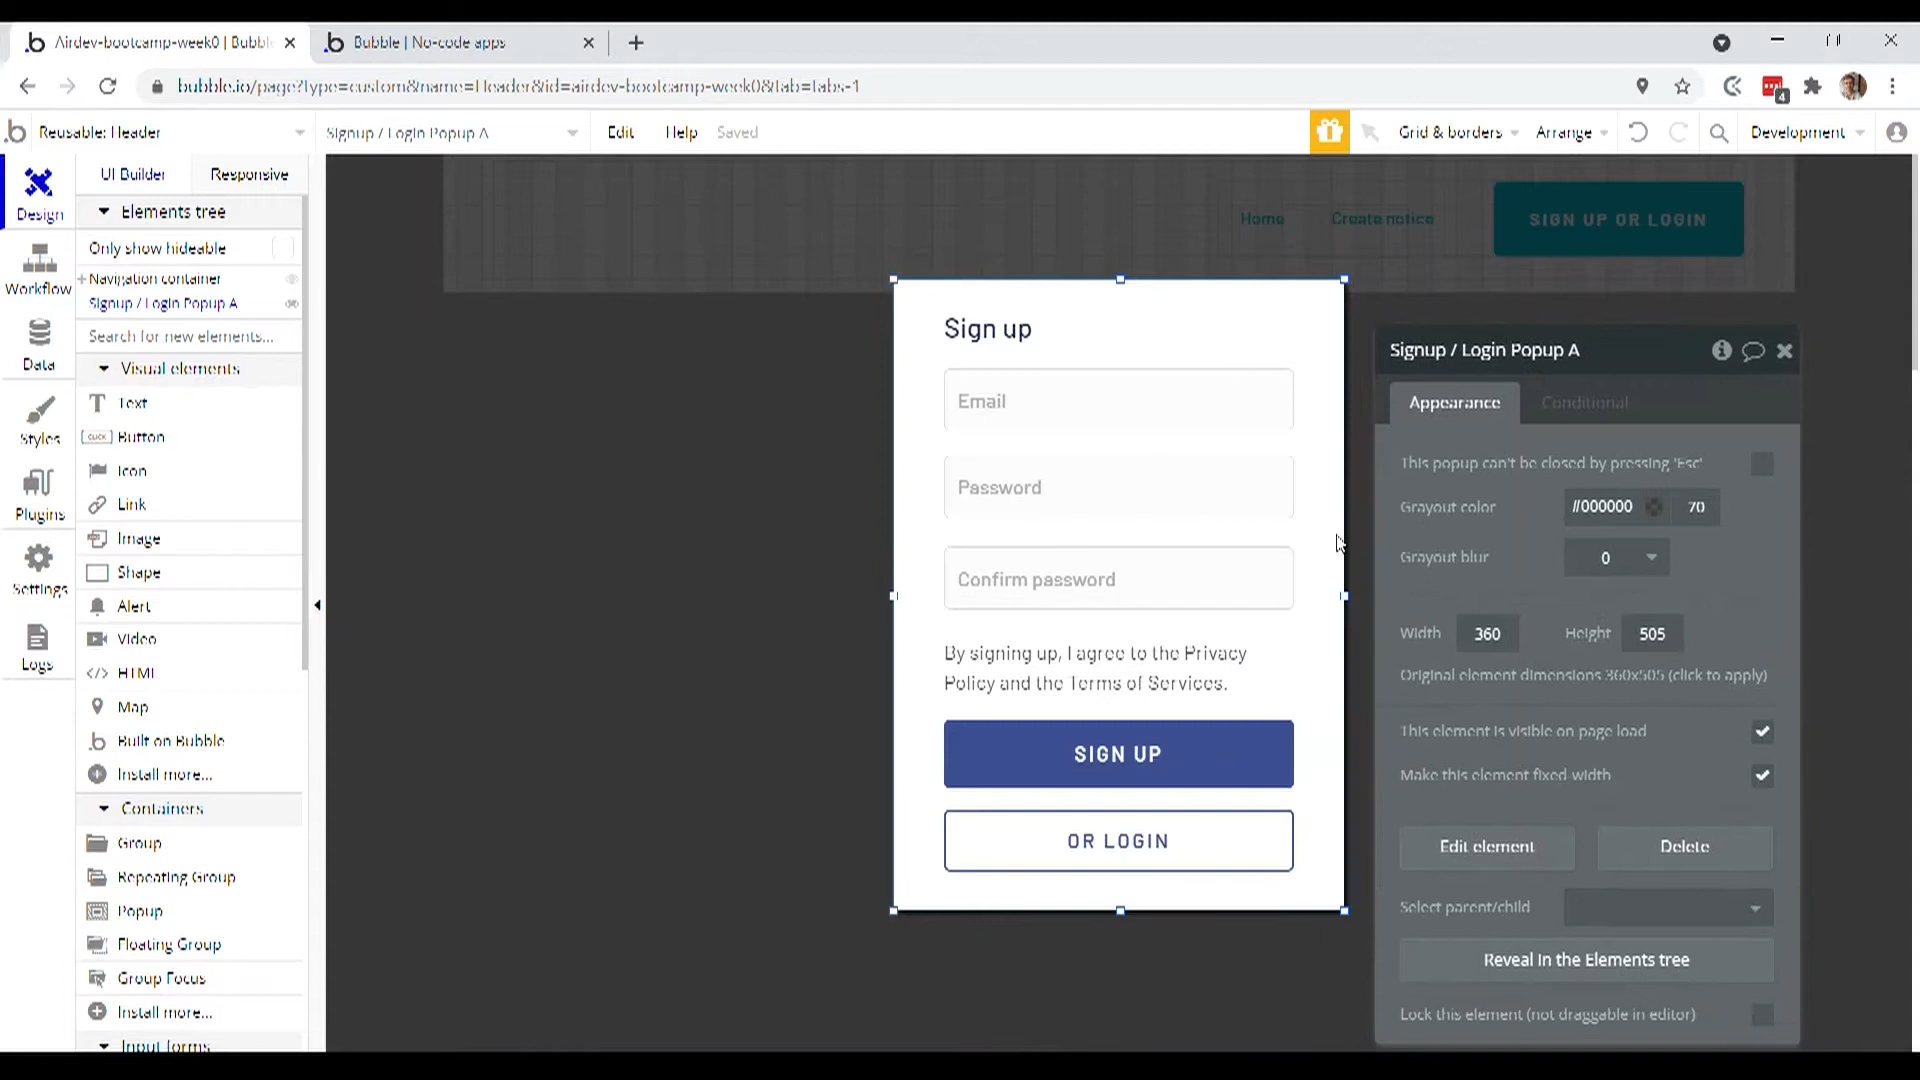 Airdev-bootcamp-week0 | Bubbl
Bubble | No-code apps
bubble.io/page?type=custom&name=Header&id=airdev-bootcamp-week0&tab=tabs-1
4
Reusable: Header
Signup / Login Popup A
Edit
Help
Saved
Grid & borders
Arrange
Development
Design
Workflow
Data
Styles
Plugins
Settings
Logs
UI Builder
Responsive
Elements tree
Only show hideable
Navigation container
Signup / Login Popup A
Search for new elements...
Visual elements
Text
CLICK
Button
Icon
Link
Image
Shape
Alert
Video
</> HTML
Map
Built on Bubble
Install more...
Containers
Group
Repeating Group
Popup
Floating Group
Group Focus
Install more...
Input forms
Home
Create notice
SIGN UP OR LOGIN
Sign up
Email
Password
Confirm password
By signing up, I agree to the Privacy
Policy and the Terms of Services.
SIGN UP
OR LOGIN
Signup / Login Popup A
Appearance
Conditional
This popup can't be closed by pressing 'Esc'
Grayout color
#000000
70
Grayout blur
0
Width
360
Height
505
Original element dimensions 360x505 (click to apply)
This element is visible on page load
Make this element fixed-width
Edit element
Delete
Select parent/child
Reveal in the Elements tree
Lock this element (not draggable in editor)